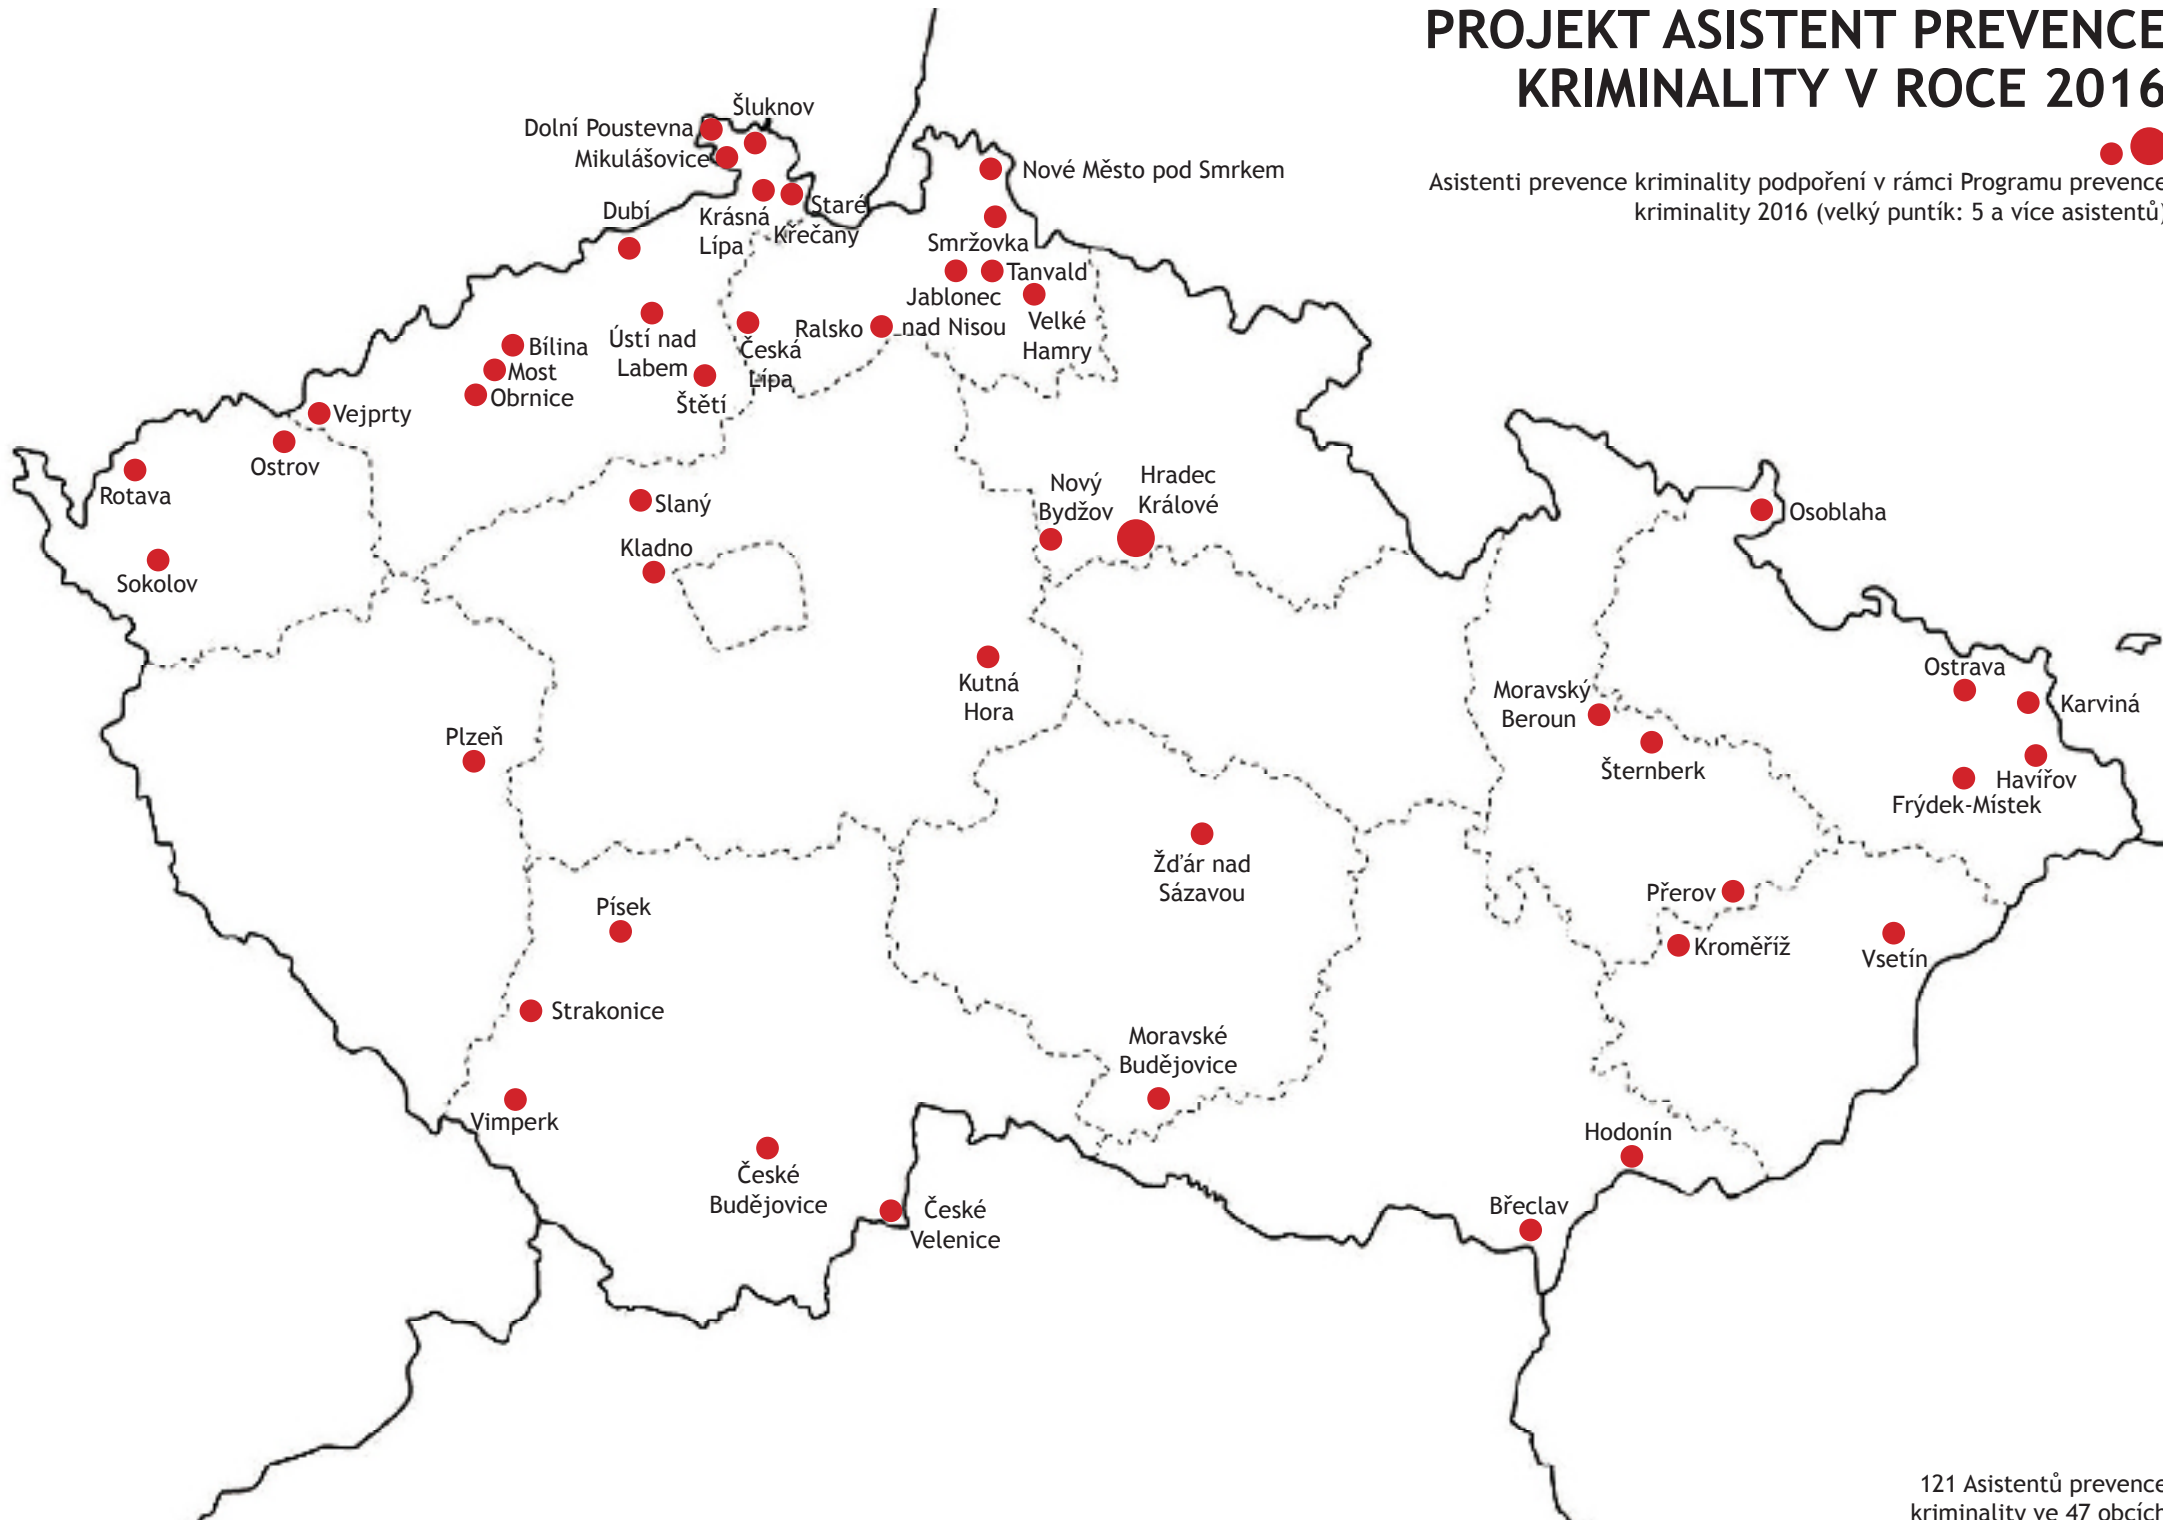 PROJEKT ASISTENT PREVENCE
KRIMINALITY V ROCE 2016
Asistenti prevence kriminality podpoření v rámci Programu prevence
kriminality 2016 (velký puntík: 5 a více asistentů)
Šluknov
Dolní Poustevna
Mikulášovice
Nové Město pod Smrkem
Dubí
Krásná
Lípa
Staré
Křečany
Smržovka
Tanvald
Jablonec
nad Nisou
Velké
Hamry
Ralsko
Česká
Lípa
Ústí nad
Labem
Štětí
Bílina
Most
Obrnice
Vejprty
Ostrov
Rotava
Sokolov
Slaný
Kladno
Nový
Bydžov
Hradec
Králové
Osoblaha
Kutná
Hora
Moravský
Beroun
Šternberk
Ostrava
Karviná
Havířov
Frýdek-Místek
Plzeň
Žďár nad
Sázavou
Písek
Přerov
Kroměříž
Vsetín
Strakonice
Moravské
Budějovice
Vimperk
České
Budějovice
České
Velenice
Hodonín
Břeclav
121 Asistentů prevence
kriminality ve 47 obcích